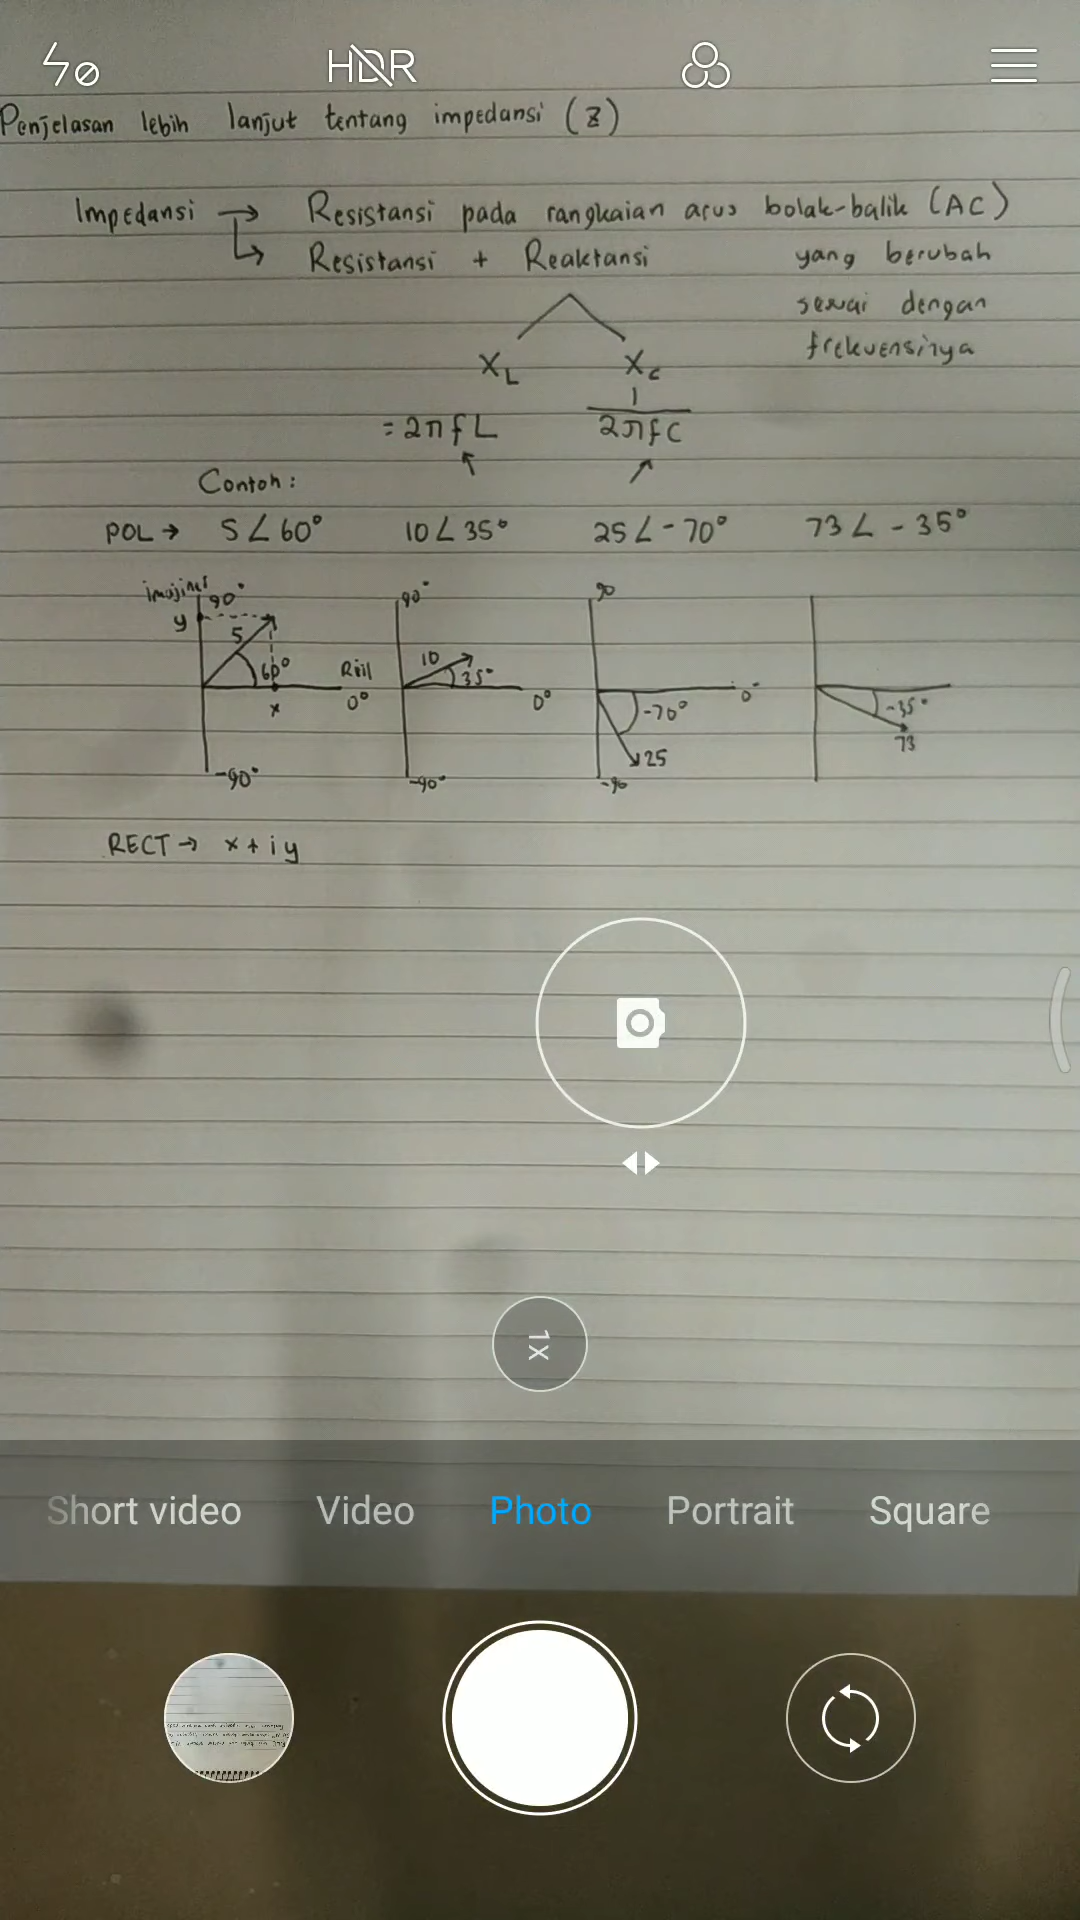 HDR
Penjelasan lebih lanjut tentang impedansi (Z)
Impedansi → Resistansi pada rangkaian arus bolak-balik (AC)
↳ Resistansi + Reaktansi yang berubah
sesuai dengan
frekuensinya
X_L X_C
= 2πfL 1/2πfC
Contoh :
POL → 5∠60° 10∠35° 25∠-70° 73∠-35°
imajiner 90° 90° 90
y 5 60° Riil 10 35° -70° -35°
x 0° 0° 25 0° 73
-90° -90° -90
RECT → x + iy
1X
Short video Video Photo Portrait Square